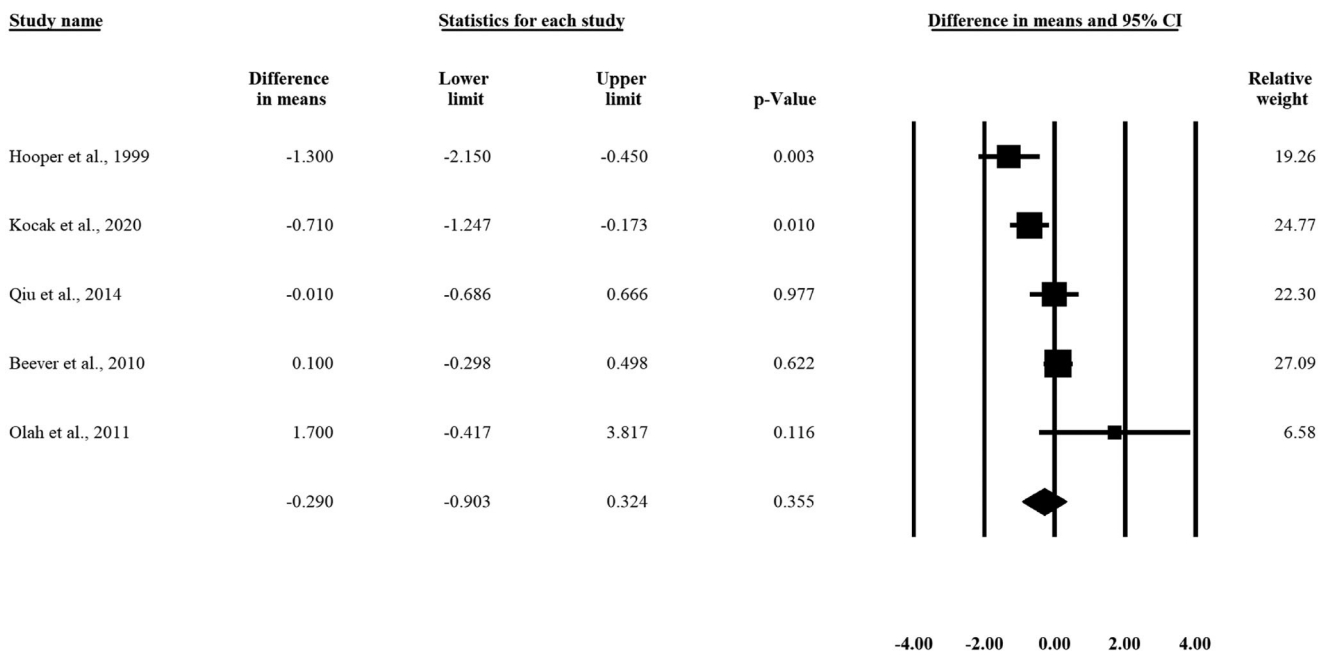 Study name Statistics for each study Difference in means and 95% CI
Difference in means Lower limit Upper limit p-Value Relative weight
Hooper et al., 1999 -1.300 -2.150 -0.450 0.003 19.26
Kocak et al., 2020 -0.710 -1.247 -0.173 0.010 24.77
Qiu et al., 2014 -0.010 -0.686 0.666 0.977 22.30
Beever et al., 2010 0.100 -0.298 0.498 0.622 27.09
Olah et al., 2011 1.700 -0.417 3.817 0.116 6.58
-0.290 -0.903 0.324 0.355
-4.00 -2.00 0.00 2.00 4.00